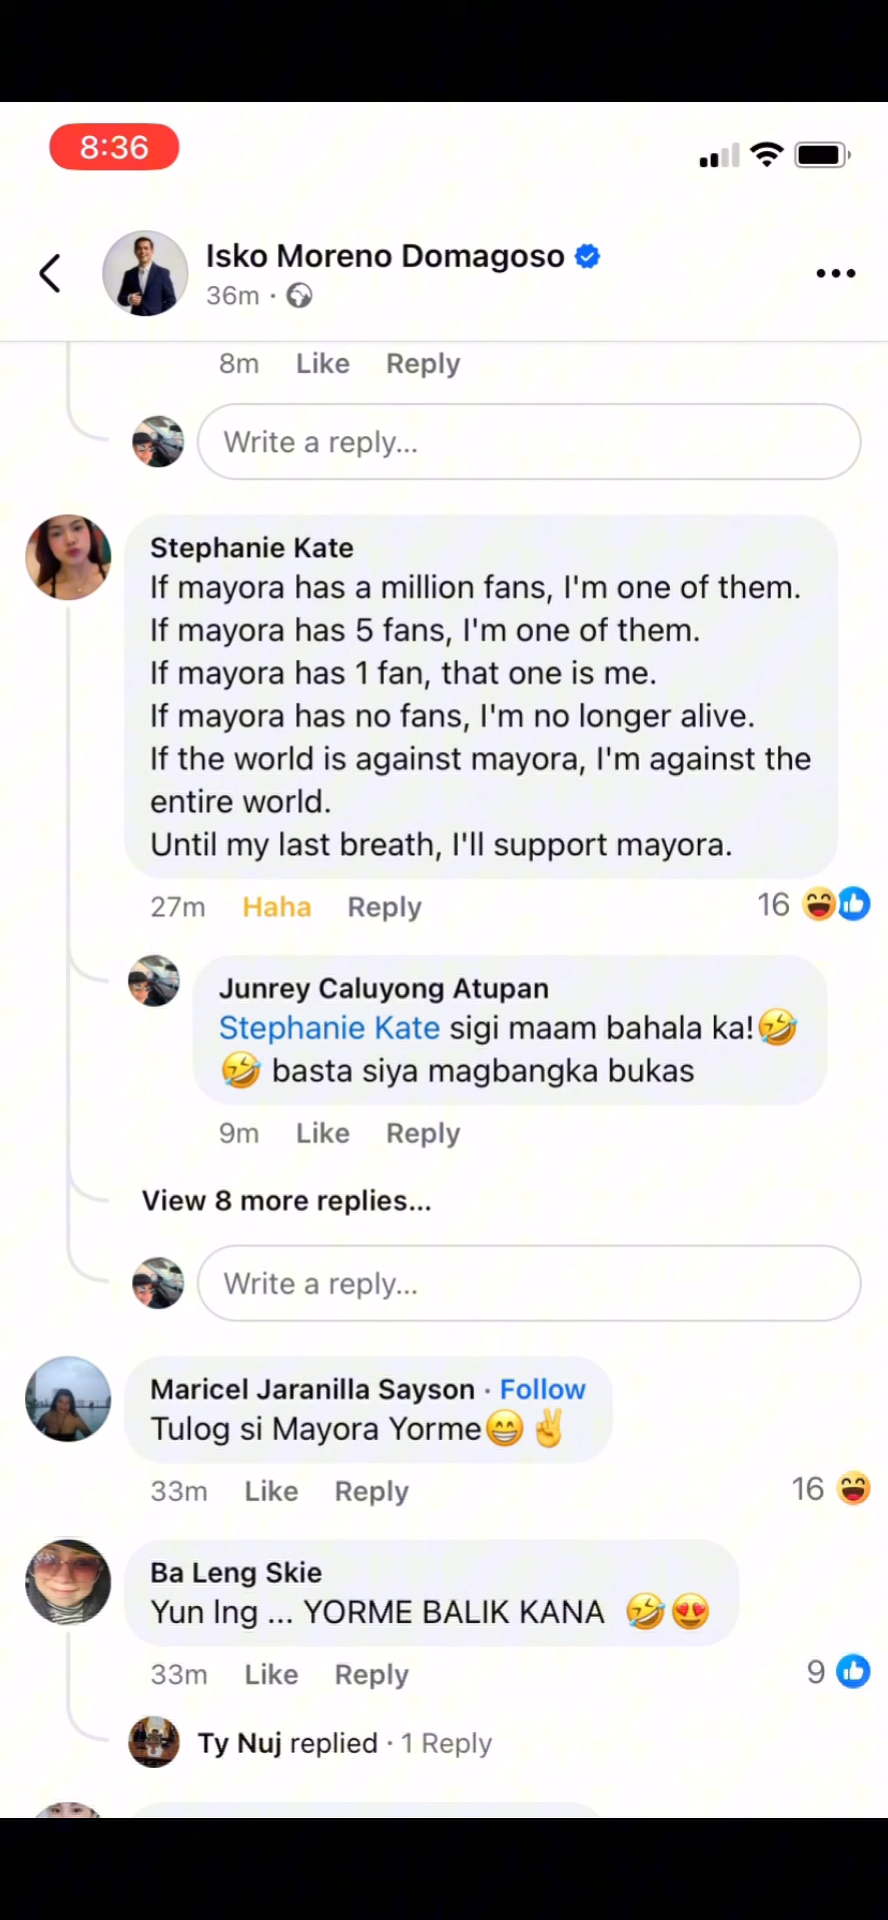 8:36
Isko Moreno Domagoso
36m ·
8m Like Reply
Write a reply...
Stephanie Kate
If mayora has a million fans, I'm one of them.
If mayora has 5 fans, I'm one of them.
If mayora has 1 fan, that one is me.
If mayora has no fans, I'm no longer alive.
If the world is against mayora, I'm against the
entire world.
Until my last breath, I'll support mayora.
27m Haha Reply 16
Junrey Caluyong Atupan
Stephanie Kate sigi maam bahala ka!🤣
🤣 basta siya magbangka bukas
9m Like Reply
View 8 more replies...
Write a reply...
Maricel Jaranilla Sayson · Follow
Tulog si Mayora Yorme😁✌️
33m Like Reply 16
Ba Leng Skie
Yun lng ... YORME BALIK KANA 🤣😍
33m Like Reply 9
Ty Nuj replied · 1 Reply